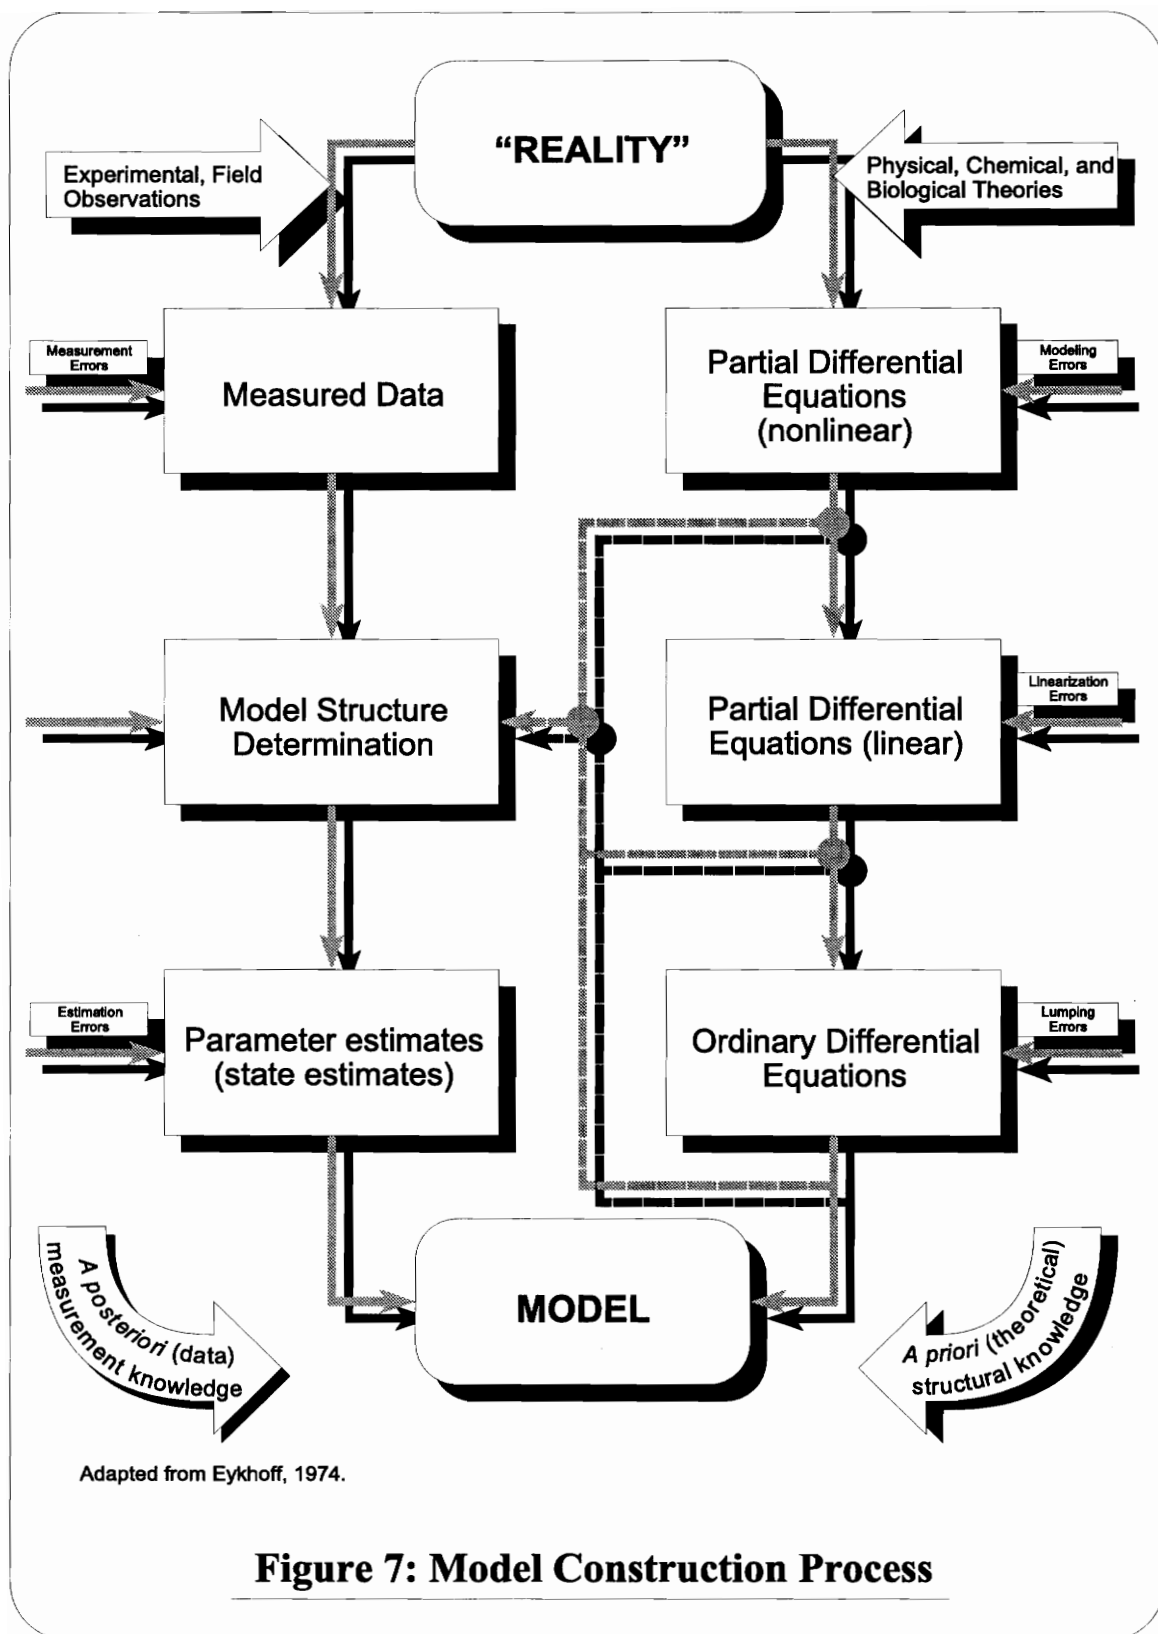 “REALITY”
Experimental, Field
Observations
Physical, Chemical, and
Biological Theories
Measurement
Errors
Measured Data
Partial Differential
Equations
(nonlinear)
Modeling
Errors
Model Structure
Determination
Partial Differential
Equations (linear)
Linearization
Errors
Estimation
Errors
Parameter estimates
(state estimates)
Ordinary Differential
Equations
Lumping
Errors
A posteriori (data)
measurement knowledge
MODEL
A priori (theoretical)
structural knowledge
Adapted from Eykhoff, 1974.
Figure 7: Model Construction Process